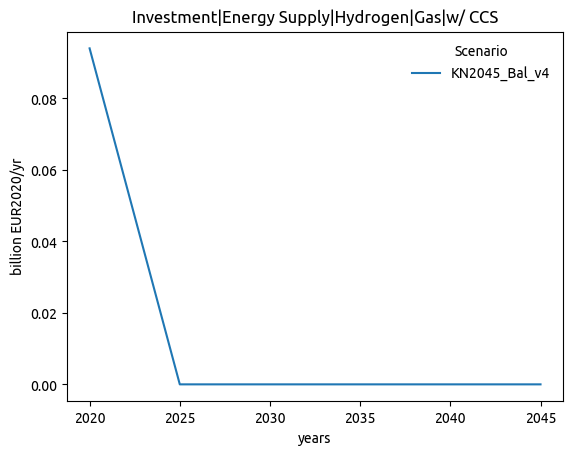 Investment|Energy Supply|Hydrogen|Gas|w/ CCS
Scenario
KN2045_Bal_v4
billion EUR2020/yr
0.08
0.06
0.04
0.02
0.00
2020 2025 2030 2035 2040 2045
years